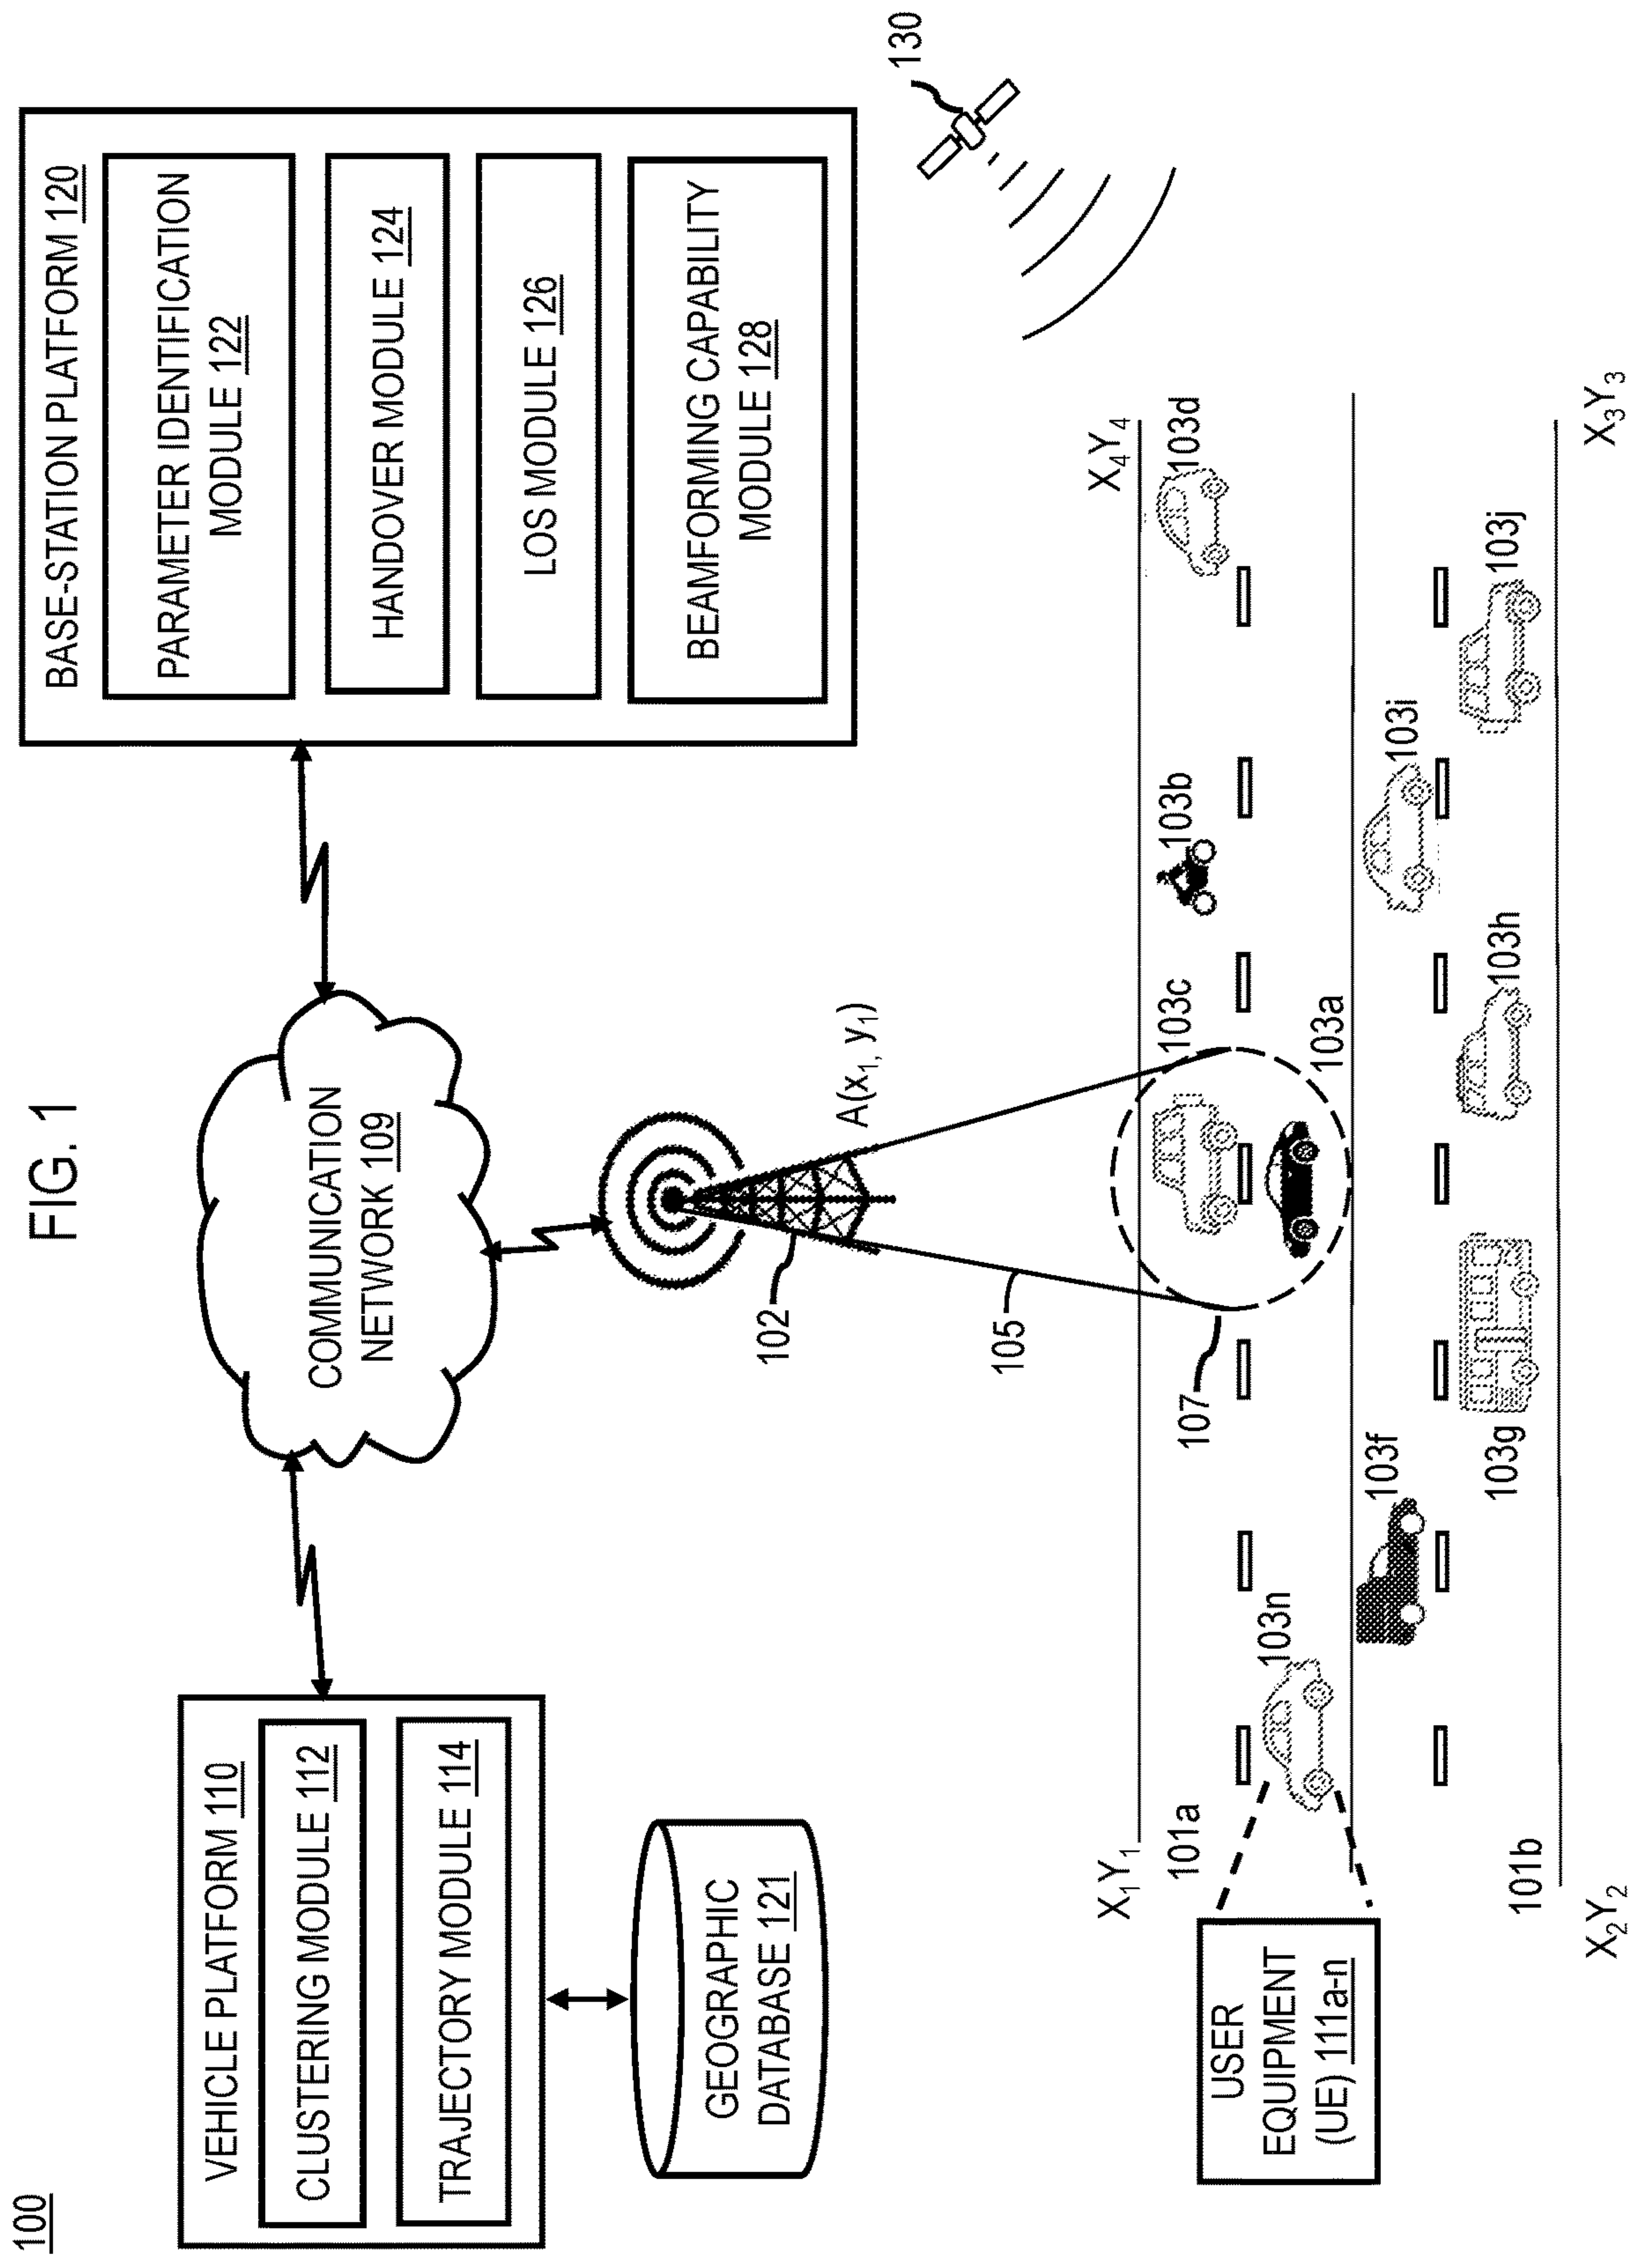 100
FIG. 1
VEHICLE PLATFORM 110
CLUSTERING MODULE 112
TRAJECTORY MODULE 114
GEOGRAPHIC
DATABASE 121
COMMUNICATION
NETWORK 109
BASE-STATION PLATFORM 120
PARAMETER IDENTIFICATION
MODULE 122
HANDOVER MODULE 124
LOS MODULE 126
BEAMFORMING CAPABILITY
MODULE 128
130
102
A(x₁, y₁)
105
X₁Y₁
X₄Y₄
101a
107
103c
103b
103d
USER
EQUIPMENT
(UE) 111a-n
103n
103a
103f
103i
101b
103g
103h
103j
X₂Y₂
X₃Y₃